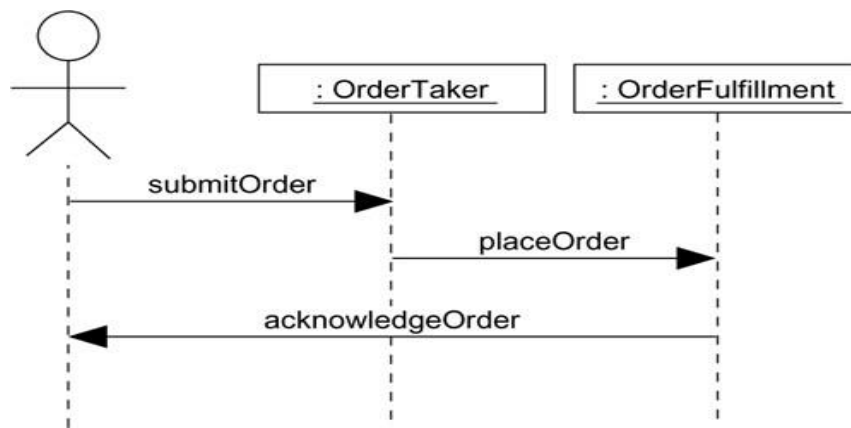 : OrderTaker
: OrderFulfillment
submitOrder
placeOrder
acknowledgeOrder